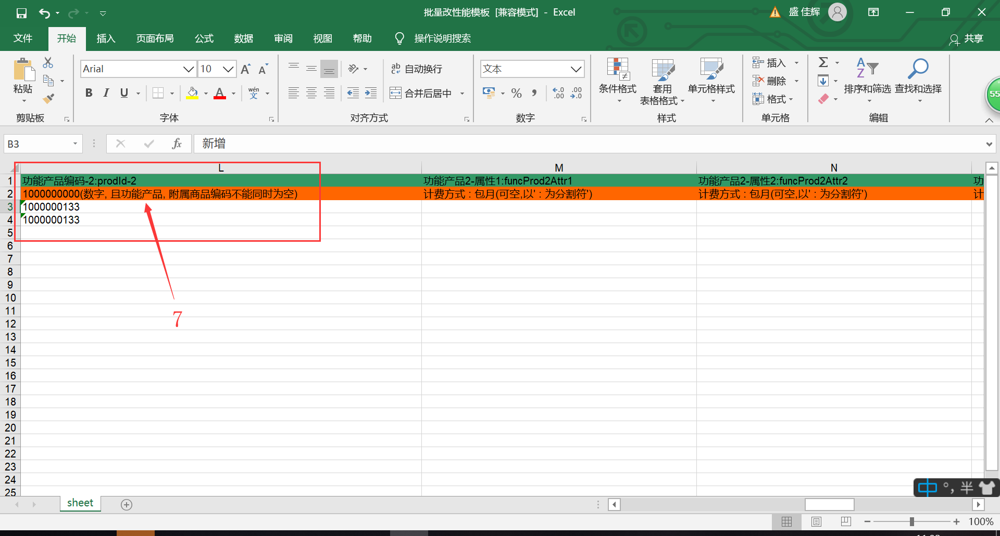 批量改性能模板 [兼容模式] - Excel
盛 佳辉
文件 开始 插入 页面布局 公式 数据 审阅 视图 帮助 操作说明搜索 共享
粘贴
剪贴板
Arial 10
B I U A wén 文
字体
ab 自动换行
合并后居中
对齐方式
文本
% , .00 .0
数字
条件格式
套用
表格格式
单元格样式
样式
插入
删除
格式
单元格
Σ
排序和筛选
查找和选择
编辑
55
B3 fx 新增
L M N
1 功能产品编码-2:prodId-2 功能产品2-属性1:funcProd2Attr1 功能产品2-属性2:funcProd2Attr2 功
2 1000000000(数字, 且功能产品, 附属商品编码不能同时为空) 计费方式 : 包月(可空,以' : 为分割符') 计费方式 : 包月(可空,以' : 为分割符') 计
3 1000000133
4 1000000133
5
6
7
8
9
10
11
12
7
13
14
15
16
17
18
19
20
21
22
23
24
25
中 °, 半
sheet
100%